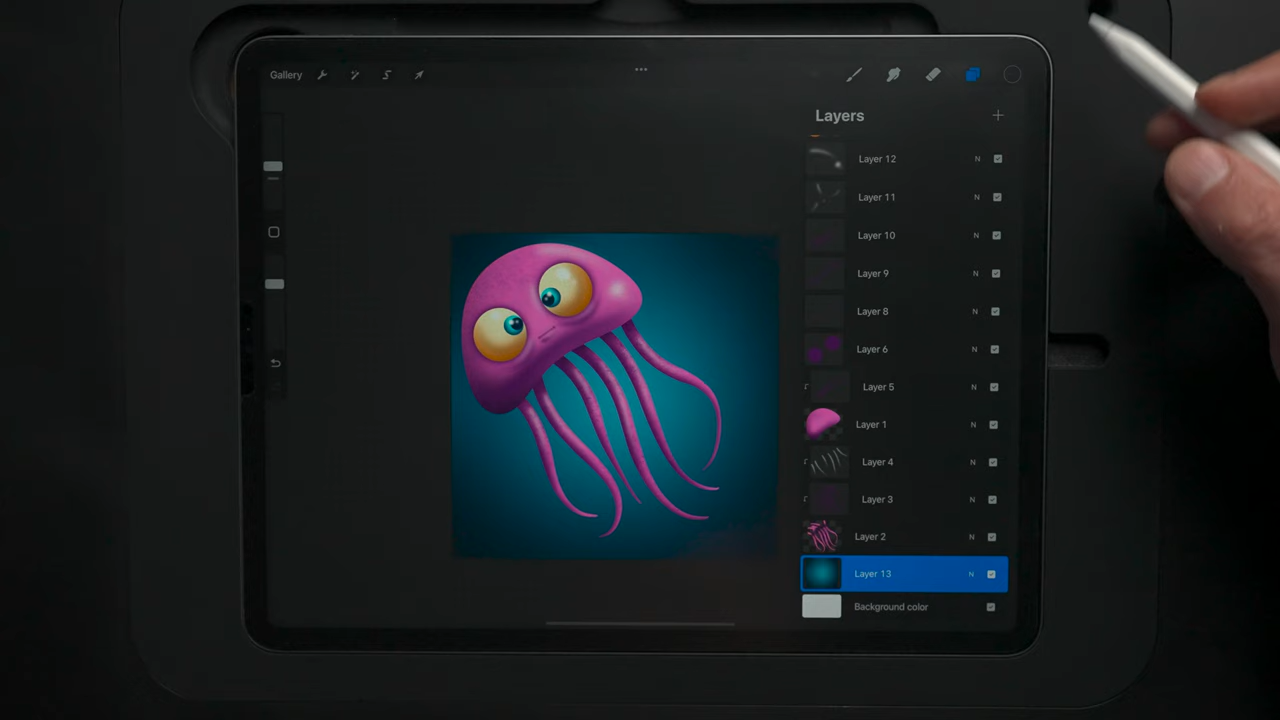 Gallery
Layers
Layer 12 N
Layer 11 N
Layer 10 N
Layer 9 N
Layer 8 N
Layer 6 N
Layer 5 N
Layer 1 N
Layer 4 N
Layer 3 N
Layer 2 N
Layer 13 N
Background color